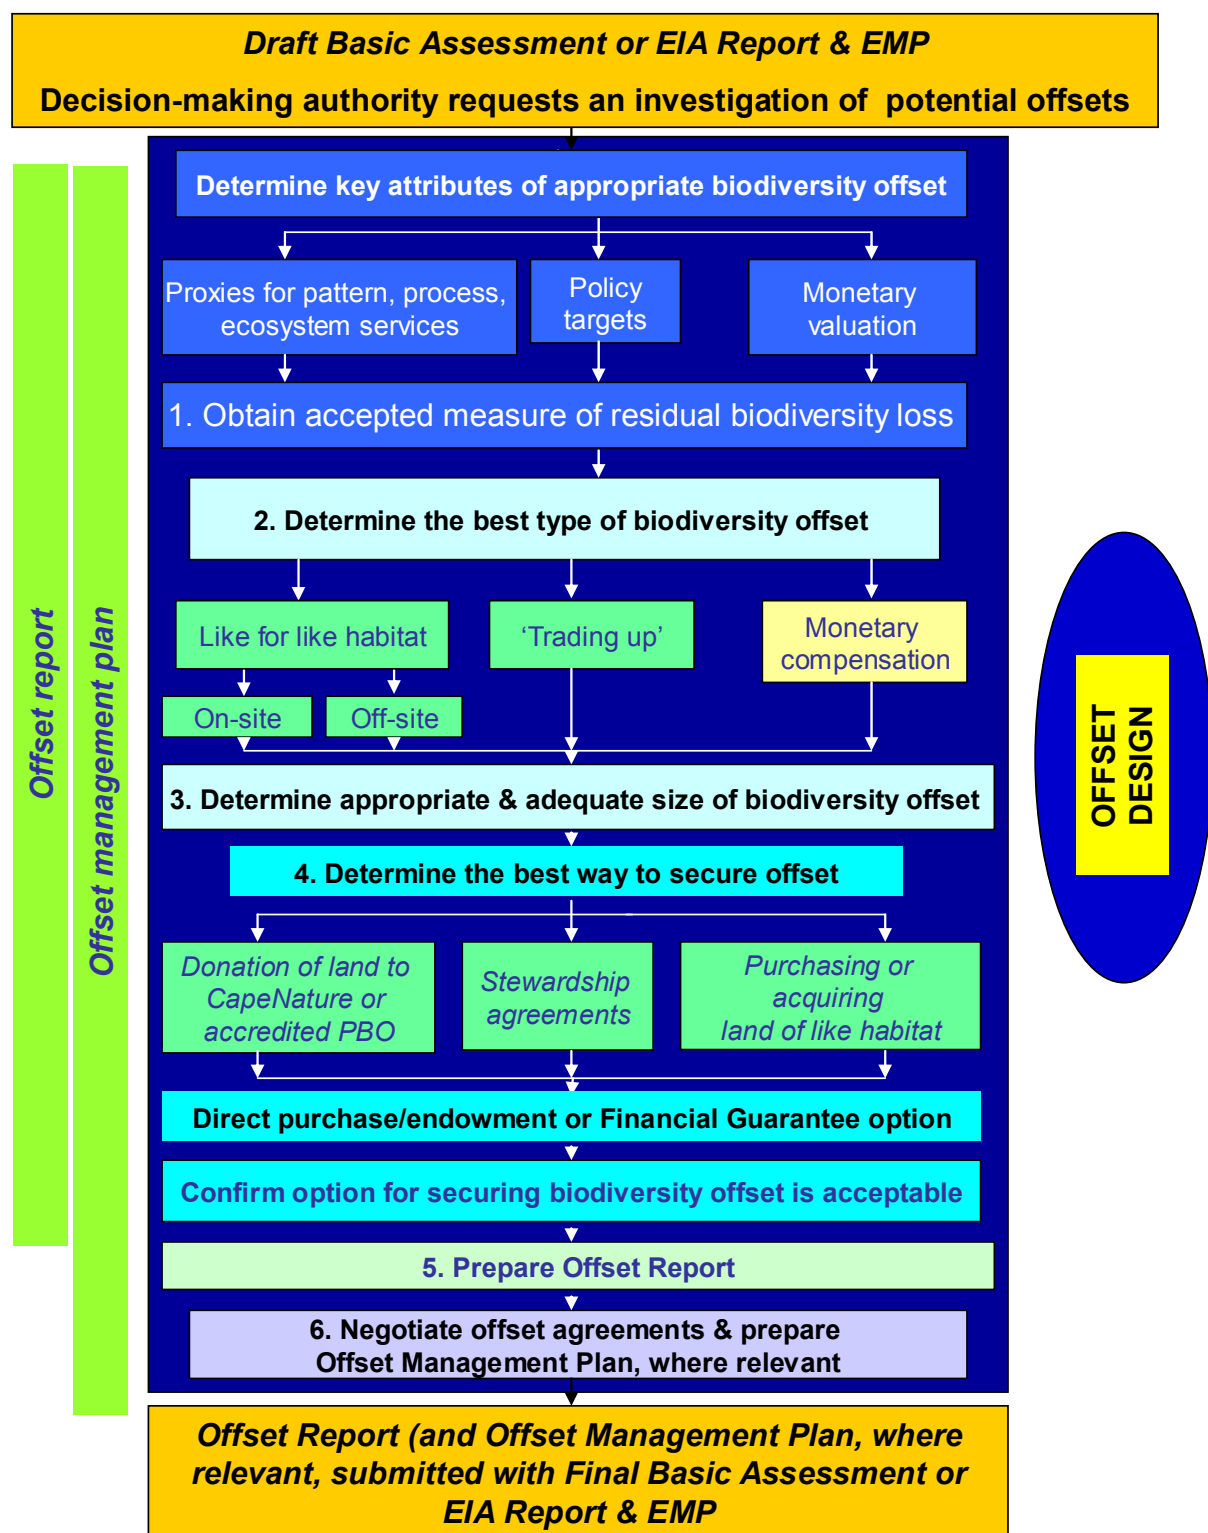 Draft Basic Assessment or EIA Report & EMP
Decision-making authority requests an investigation of potential offsets
Offset report
Offset management plan
Determine key attributes of appropriate biodiversity offset
Proxies for pattern, process,
ecosystem services
Policy
targets
Monetary
valuation
1. Obtain accepted measure of residual biodiversity loss
2. Determine the best type of biodiversity offset
Like for like habitat
'Trading up'
Monetary
compensation
On-site
Off-site
3. Determine appropriate & adequate size of biodiversity offset
4. Determine the best way to secure offset
Donation of land to
CapeNature or
accredited PBO
Stewardship
agreements
Purchasing or
acquiring
land of like habitat
Direct purchase/endowment or Financial Guarantee option
Confirm option for securing biodiversity offset is acceptable
5. Prepare Offset Report
6. Negotiate offset agreements & prepare
Offset Management Plan, where relevant
OFFSET
DESIGN
Offset Report (and Offset Management Plan, where
relevant, submitted with Final Basic Assessment or
EIA Report & EMP